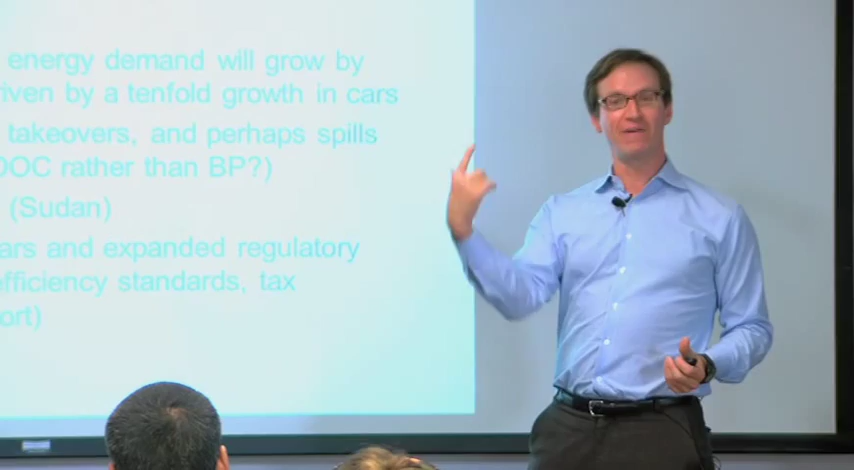 energy demand will grow by
riven by a tenfold growth in cars
takeovers, and perhaps spills
OOC rather than BP?)
(Sudan)
ars and expanded regulatory
efficiency standards, tax
ort)